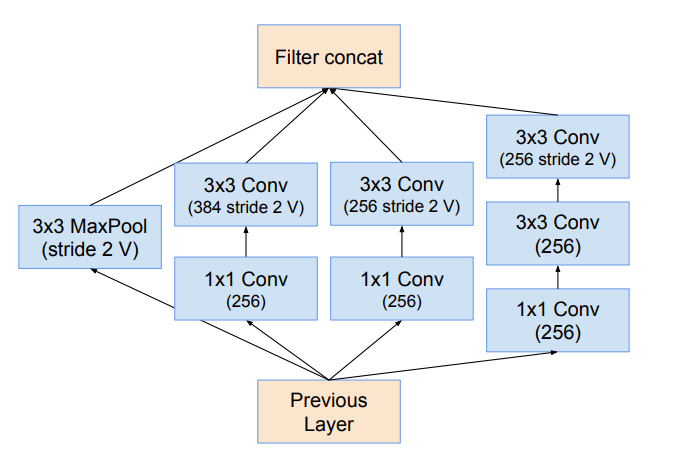 Filter concat
3x3 Conv
(256 stride 2 V)
3x3 Conv
(384 stride 2 V)
3x3 Conv
(256 stride 2 V)
3x3 MaxPool
(stride 2 V)
3x3 Conv
(256)
1x1 Conv
(256)
1x1 Conv
(256)
1x1 Conv
(256)
Previous
Layer